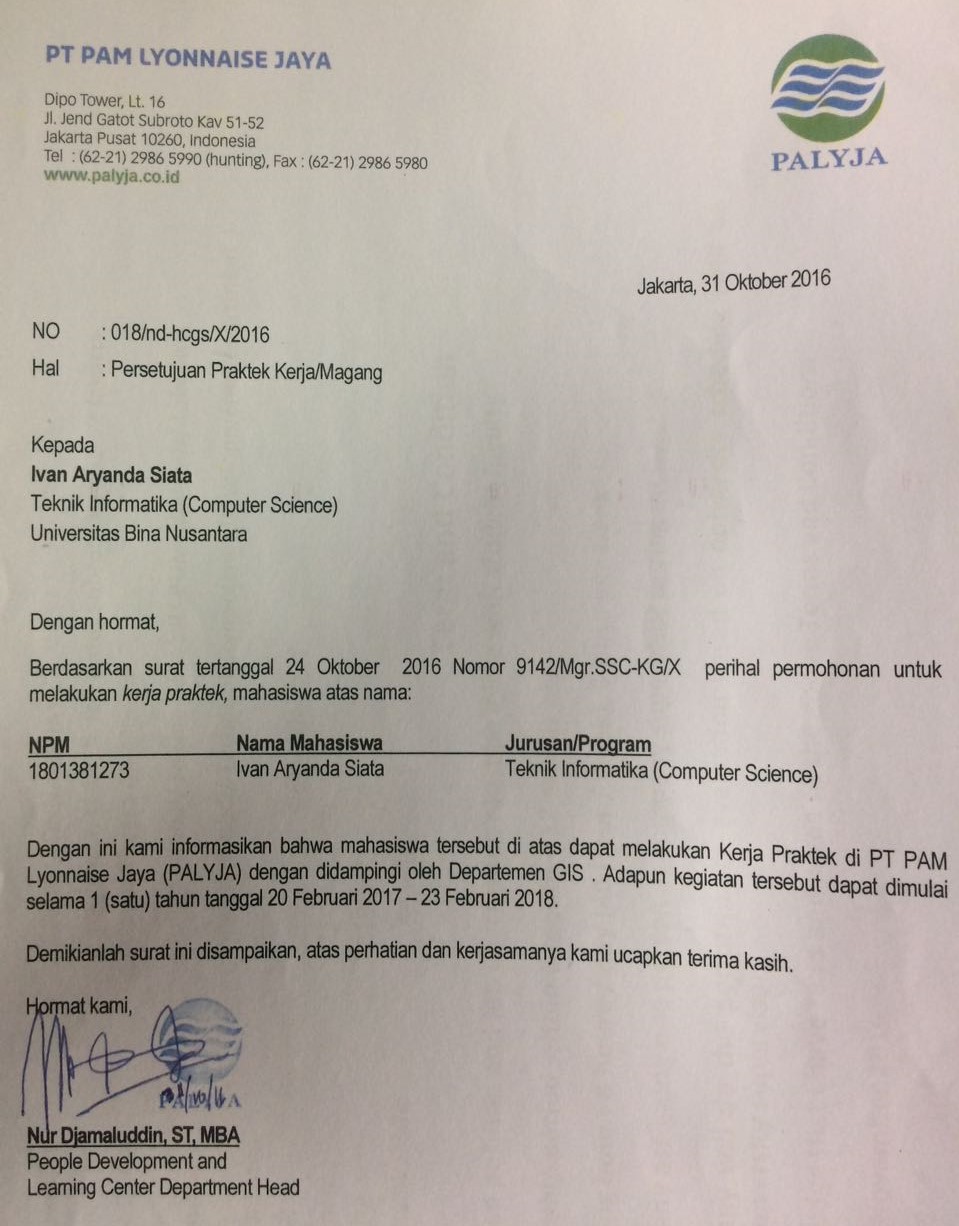 PT PAM LYONNAISE JAYA
Dipo Tower, Lt. 16
Jl. Jend Gatot Subroto Kav 51-52
Jakarta Pusat 10260, Indonesia
Tel : (62-21) 2986 5990 (hunting), Fax : (62-21) 2986 5980
www.palyja.co.id
PALYJA
Jakarta, 31 Oktober 2016
NO : 018/nd-hcgs/X/2016
Hal : Persetujuan Praktek Kerja/Magang
Kepada
Ivan Aryanda Siata
Teknik Informatika (Computer Science)
Universitas Bina Nusantara
Dengan hormat,
Berdasarkan surat tertanggal 24 Oktober 2016 Nomor 9142/Mgr.SSC-KG/X perihal permohonan untuk
melakukan kerja praktek, mahasiswa atas nama:
NPM Nama Mahasiswa Jurusan/Program
1801381273 Ivan Aryanda Siata Teknik Informatika (Computer Science)
Dengan ini kami informasikan bahwa mahasiswa tersebut di atas dapat melakukan Kerja Praktek di PT PAM
Lyonnaise Jaya (PALYJA) dengan didampingi oleh Departemen GIS . Adapun kegiatan tersebut dapat dimulai
selama 1 (satu) tahun tanggal 20 Februari 2017 – 23 Februari 2018.
Demikianlah surat ini disampaikan, atas perhatian dan kerjasamanya kami ucapkan terima kasih.
Hormat kami,
Nur Djamaluddin, ST, MBA
People Development and
Learning Center Department Head